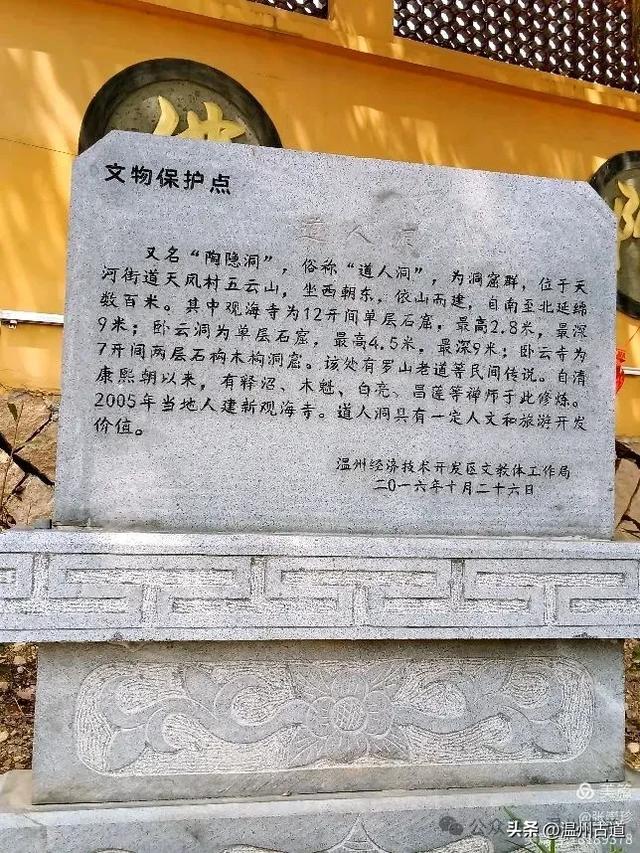 佛
文物保护点
道人洞
又名“陶隐洞”，俗称“道人洞”，为洞窟群，位于天
河街道天凤村五云山，坐西朝东，依山而建，自南至北延绵
数百米。其中观海寺为12开间单层石窟，最高2.8米，最深
9米；卧云洞为单层石窟，最高4.5米，最深9米；卧云寺为
7开间两层石构木构洞窟。该处有罗山老道等民间传说。自清
康熙朝以来，有释沼、木魁、白亮、昌莲等禅师于此修炼。
2005年当地人建新观海寺。道人洞具有一定人文和旅游开发
价值。
温州经济技术开发区文教体工作局
二〇一六年十月二十六日
美篇
头条 @温州古道